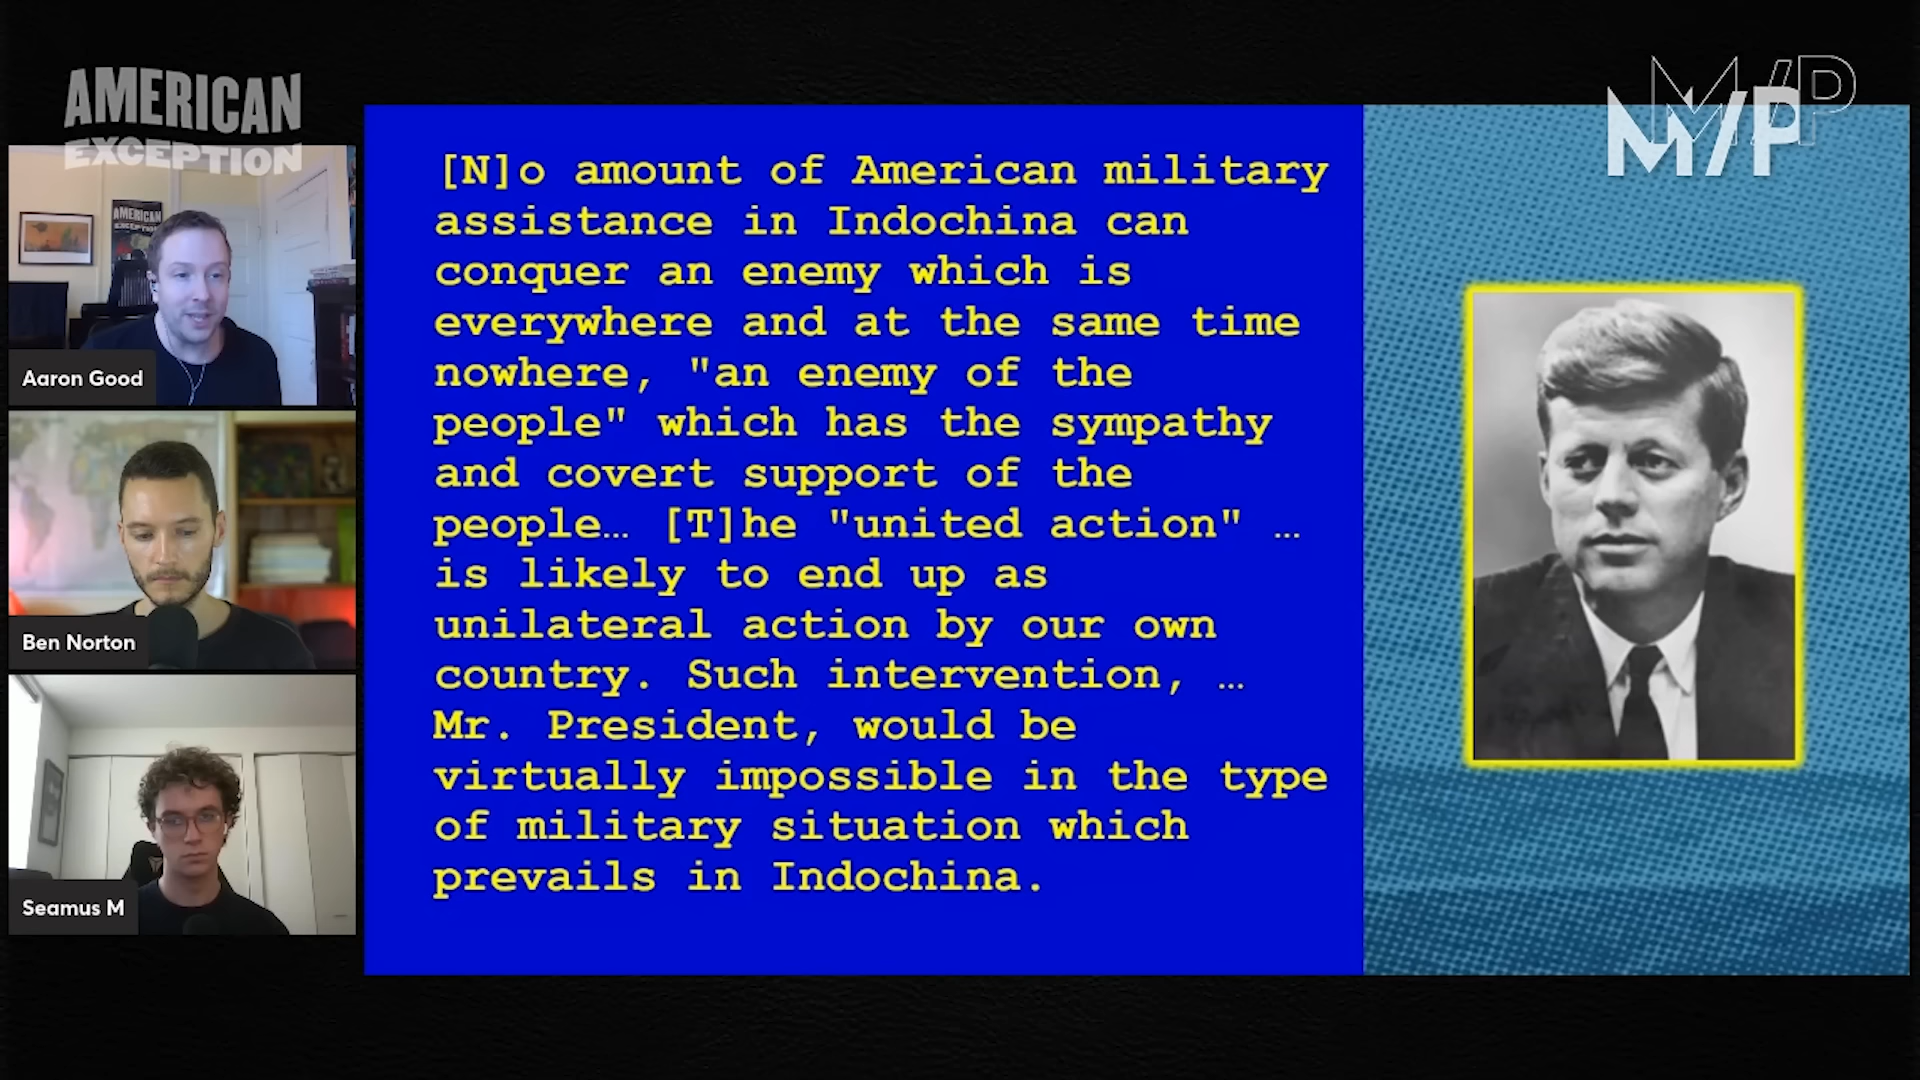 AMERICAN
EXCEPTION
M/P
M/P
AMERICAN
EXCEPTION
Aaron Good
Ben Norton
Seamus M
[N]o amount of American military
assistance in Indochina can
conquer an enemy which is
everywhere and at the same time
nowhere, "an enemy of the
people" which has the sympathy
and covert support of the
people… [T]he "united action" …
is likely to end up as
unilateral action by our own
country. Such intervention, …
Mr. President, would be
virtually impossible in the type
of military situation which
prevails in Indochina.